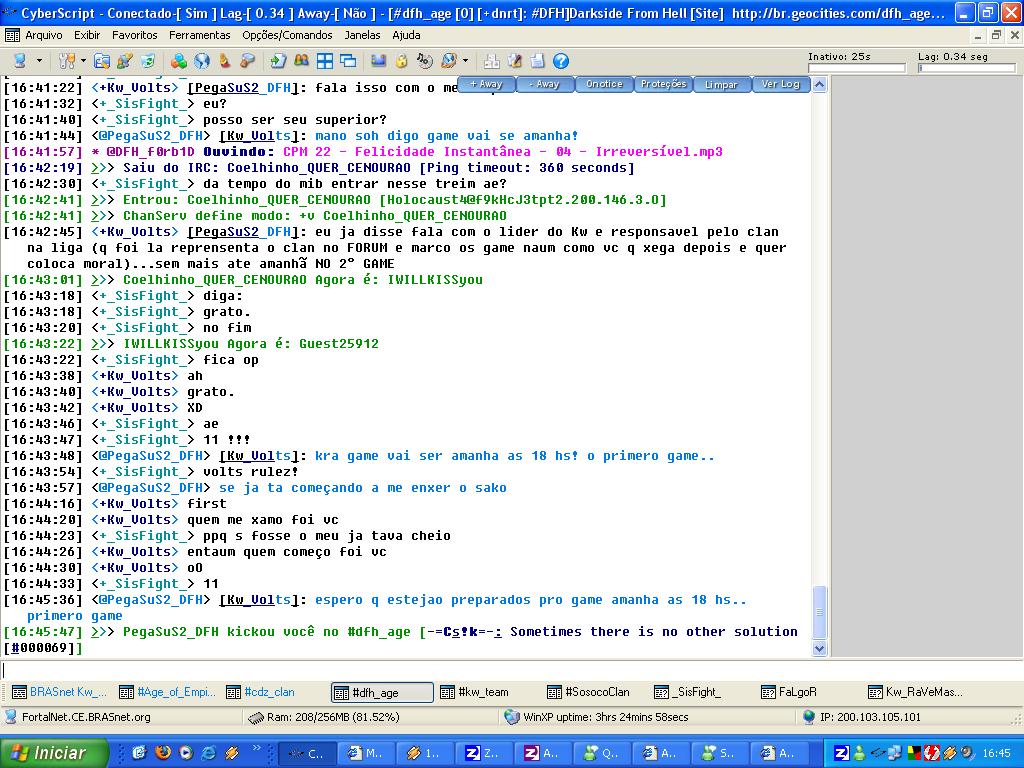 CyberScript - Conectado-[ Sim ] Lag-[ 0.34 ] Away-[ Não ] - [#dfh_age [0] [+dnrt]: #DFH]Darkside From Hell [Site] http://br.geocities.com/dfh_age...
Arquivo Exibir Favoritos Ferramentas Opções/Comandos Janelas Ajuda
Inativo: 25s Lag: 0.34 seg
+ Away - Away Onotice Proteções Limpar Ver Log
[16:41:22] <+Kw_Volts> [PegaSuS2_DFH]: fala isso com o me
[16:41:32] <+_SisFight_> eu?
[16:41:40] <+_SisFight_> posso ser seu superior?
[16:41:44] <@PegaSuS2_DFH> [Kw_Volts]: mano soh digo game vai se amanha!
[16:41:57] * @DFH_f0rb1D Ouvindo: CPM 22 - Felicidade Instantânea - 04 - Irreversível.mp3
[16:42:19] >>> Saiu do IRC: Coelhinho_QUER_CENOURAO [Ping timeout: 360 seconds]
[16:42:30] <+_SisFight_> da tempo do mib entrar nesse treim ae?
[16:42:41] >>> Entrou: Coelhinho_QUER_CENOURAO [Holocaust4@f9kHcJ3tpt2.200.146.3.0]
[16:42:41] >>> ChanServ define modo: +v Coelhinho_QUER_CENOURAO
[16:42:45] <+Kw_Volts> [PegaSuS2_DFH]: eu ja disse fala com o lider do Kw e responsavel pelo clan
na liga (q foi la reprensenta o clan no FORUM e marco os game naum como vc q xega depois e quer
coloca moral)...sem mais ate amanhã NO 2° GAME
[16:43:01] >>> Coelhinho_QUER_CENOURAO Agora é: IWILLKISSyou
[16:43:18] <+_SisFight_> diga:
[16:43:18] <+_SisFight_> grato.
[16:43:20] <+_SisFight_> no fim
[16:43:22] >>> IWILLKISSyou Agora é: Guest25912
[16:43:22] <+_SisFight_> fica op
[16:43:38] <+Kw_Volts> ah
[16:43:40] <+Kw_Volts> grato.
[16:43:42] <+Kw_Volts> XD
[16:43:46] <+_SisFight_> ae
[16:43:47] <+_SisFight_> 11 !!!
[16:43:48] <@PegaSuS2_DFH> [Kw_Volts]: kra game vai ser amanha as 18 hs! o primero game..
[16:43:54] <+_SisFight_> volts rulez!
[16:43:57] <@PegaSuS2_DFH> se ja ta começando a me enxer o sako
[16:44:16] <+Kw_Volts> first
[16:44:20] <+Kw_Volts> quem me xamo foi vc
[16:44:23] <+_SisFight_> ppq s fosse o meu ja tava cheio
[16:44:26] <+Kw_Volts> entaum quem começo foi vc
[16:44:30] <+Kw_Volts> oO
[16:44:33] <+_SisFight_> 11
[16:45:36] <@PegaSuS2_DFH> [Kw_Volts]: espero q estejao preparados pro game amanha as 18 hs..
primero game
[16:45:47] >>> PegaSuS2_DFH kickou você no #dfh_age [-=Cs!k=-: Sometimes there is no other solution
[#000069]]
BRASnet Kw_... #Age_of_Empi... #cdz_clan #dfh_age #kw_team #SosocoClan _SisFight_ FaLgoR Kw_RaVeMas...
FortalNet.CE.BRASnet.org Ram: 208/256MB (81.52%) WinXP uptime: 3hrs 24mins 58secs IP: 200.103.105.101
Iniciar C... M... 1... Z... A... Q... A... S... A... 16:45